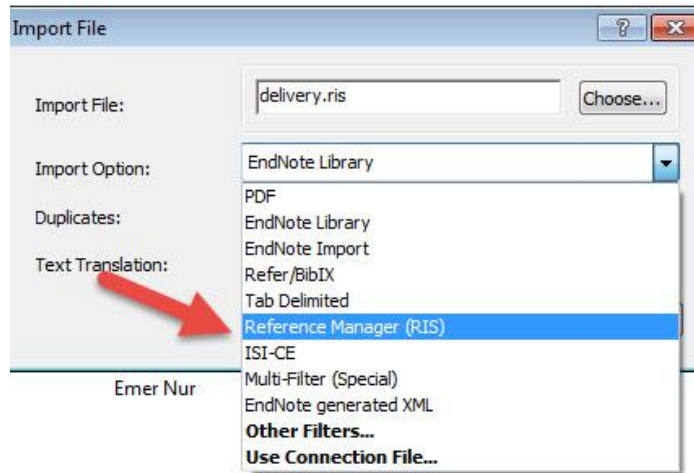 Import File
Import File:
delivery.ris
Choose...
Import Option:
EndNote Library
Duplicates:
Text Translation:
PDF
EndNote Library
EndNote Import
Refer/BibIX
Tab Delimited
Reference Manager (RIS)
ISI-CE
Multi-Filter (Special)
EndNote generated XML
Other Filters...
Use Connection File...
Emer Nur